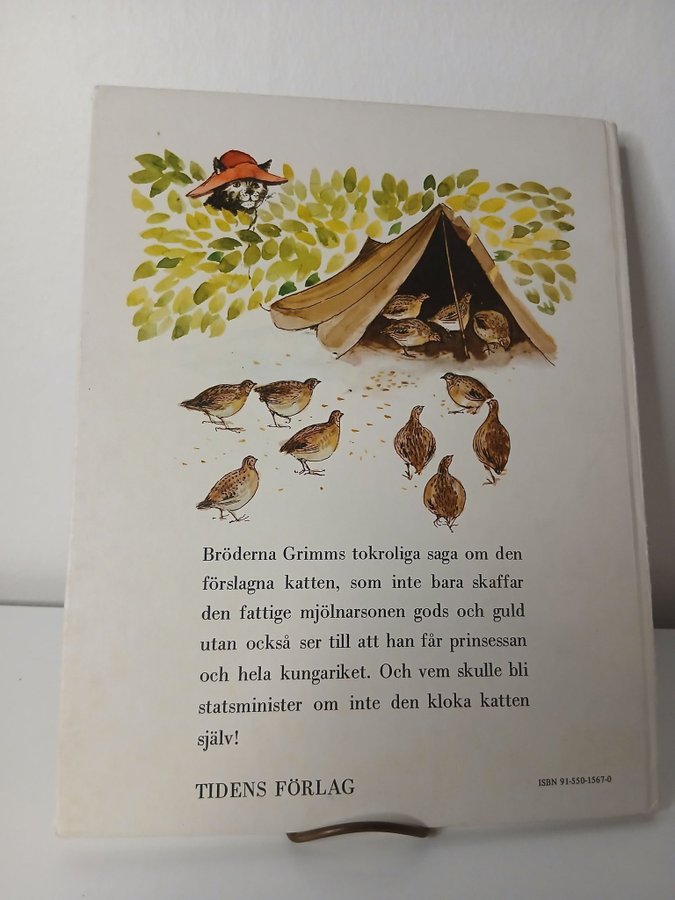 Bröderna Grimms tokroliga saga om den
förslagna katten, som inte bara skaffar
den fattige mjölnarsonen gods och guld
utan också ser till att han får prinsessan
och hela kungariket. Och vem skulle bli
statsminister om inte den kloka katten
själv!
TIDENS FÖRLAG
ISBN 91-550-1567-0